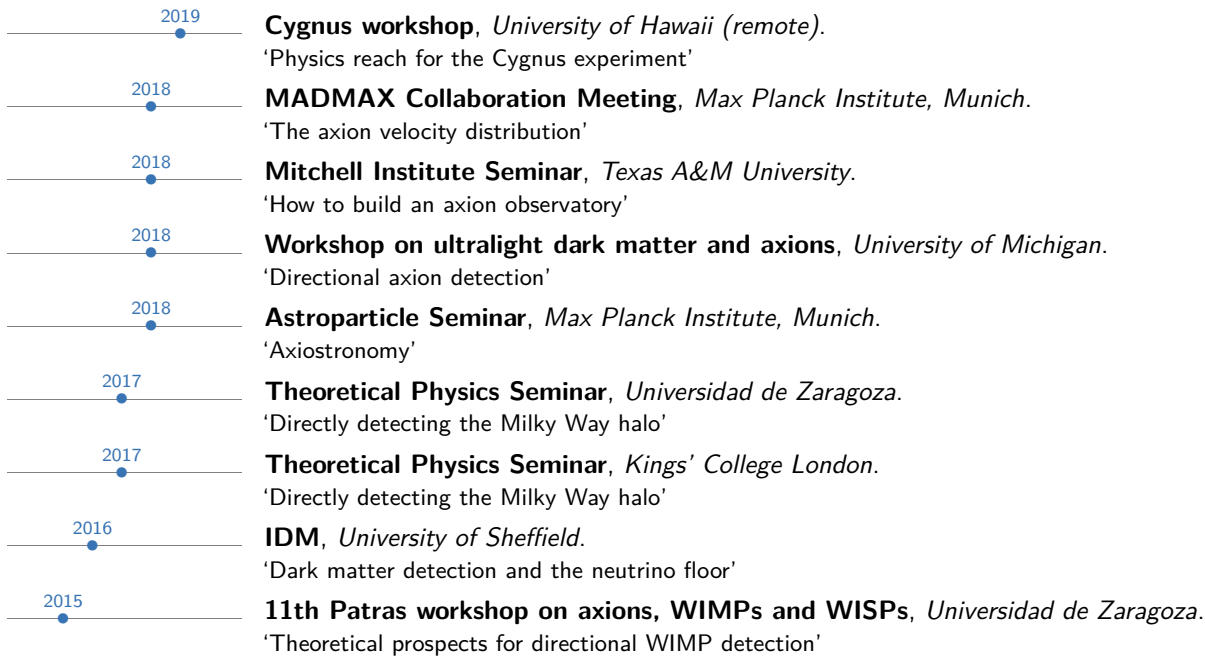 2019 Cygnus workshop, University of Hawaii (remote).
‘Physics reach for the Cygnus experiment’
2018 MADMAX Collaboration Meeting, Max Planck Institute, Munich.
‘The axion velocity distribution’
2018 Mitchell Institute Seminar, Texas A&M University.
‘How to build an axion observatory’
2018 Workshop on ultralight dark matter and axions, University of Michigan.
‘Directional axion detection’
2018 Astroparticle Seminar, Max Planck Institute, Munich.
‘Axiostronomy’
2017 Theoretical Physics Seminar, Universidad de Zaragoza.
‘Directly detecting the Milky Way halo’
2017 Theoretical Physics Seminar, Kings’ College London.
‘Directly detecting the Milky Way halo’
2016 IDM, University of Sheffield.
‘Dark matter detection and the neutrino floor’
2015 11th Patras workshop on axions, WIMPs and WISPs, Universidad de Zaragoza.
‘Theoretical prospects for directional WIMP detection’